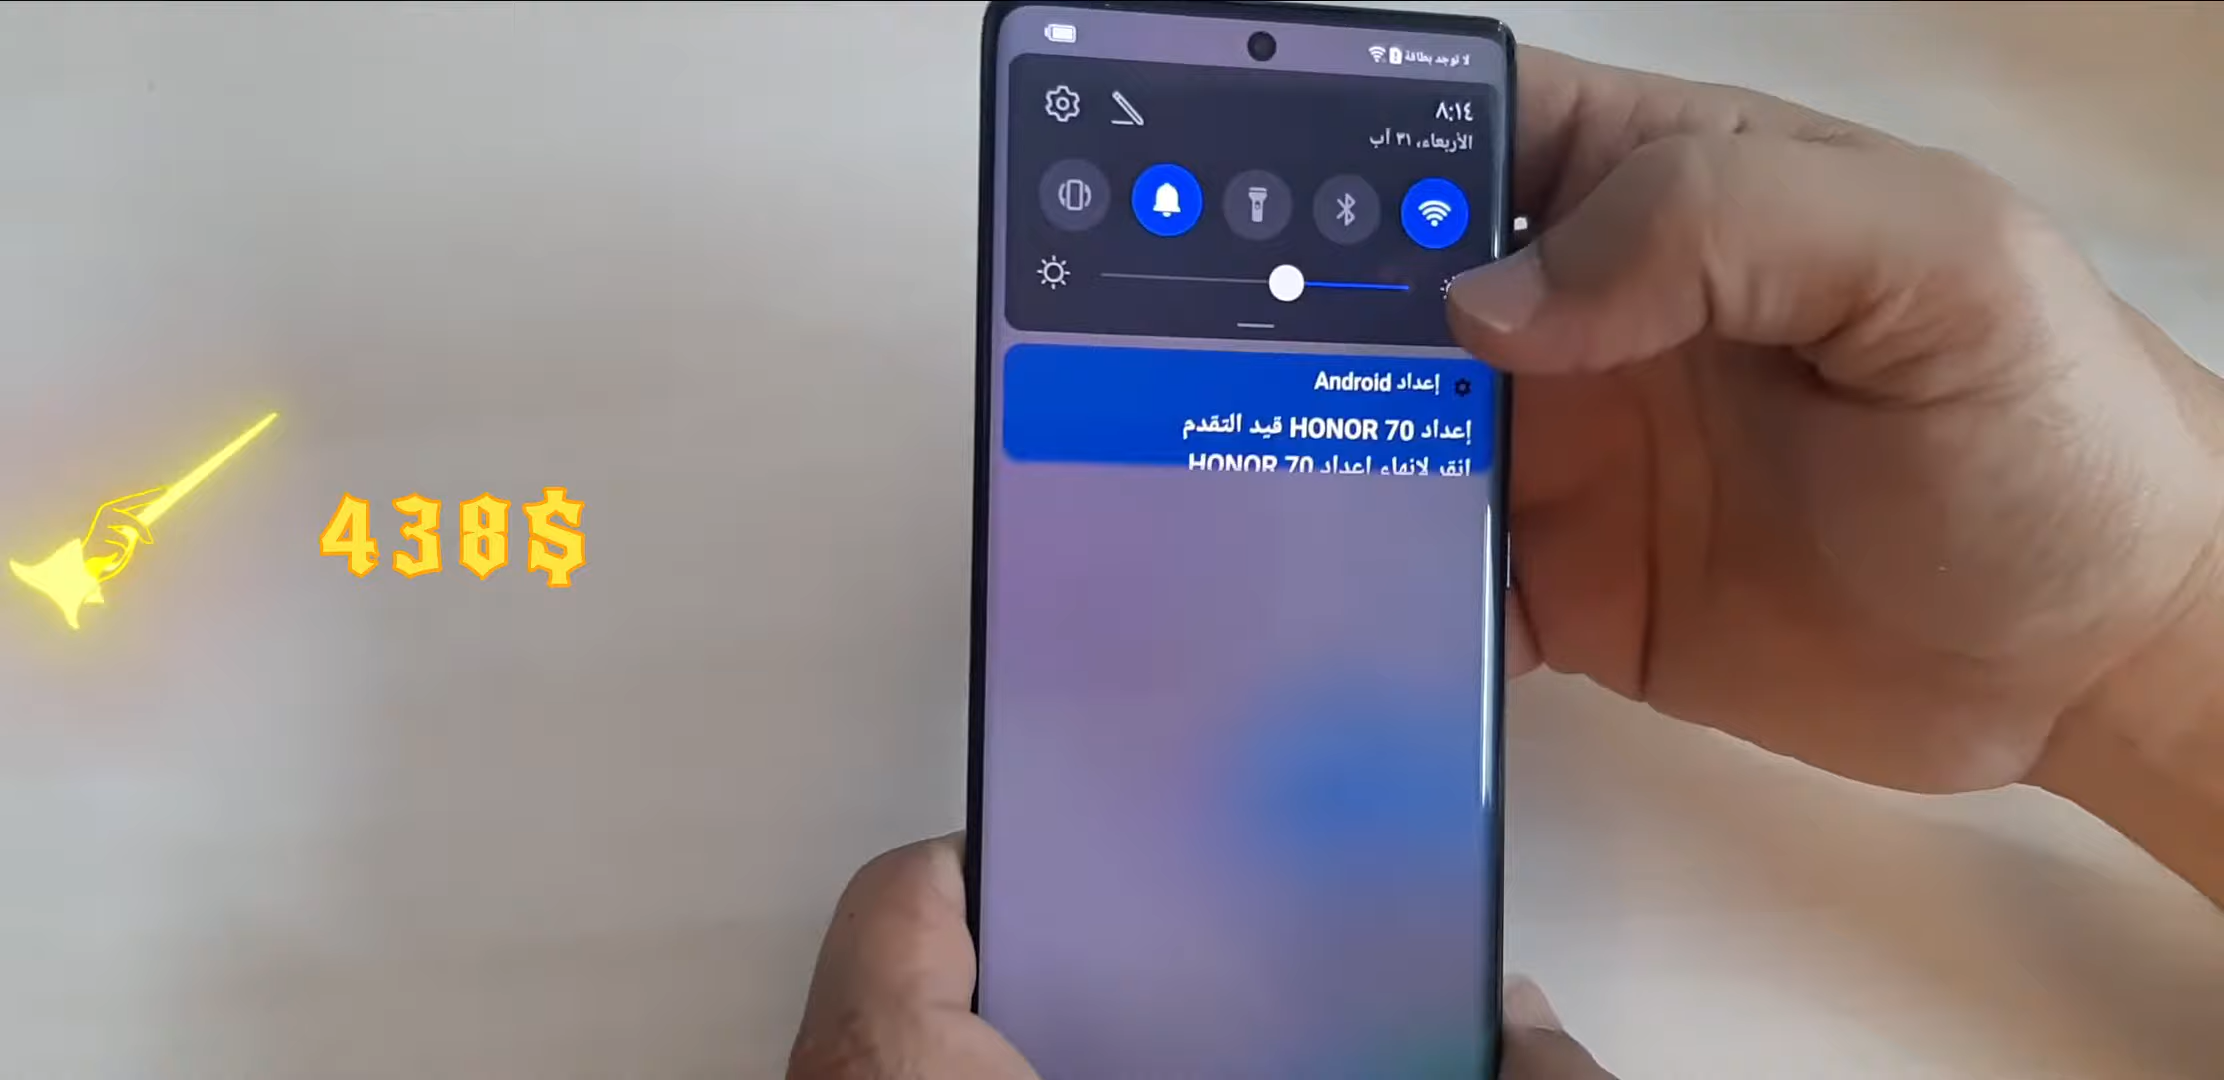 لا توجد بطاقة
٨:١٤
الأربعاء، ٣١ آب
إعداد Android
إعداد HONOR 70 قيد التقدم
انقر لإنهاء إعداد HONOR 70
438$